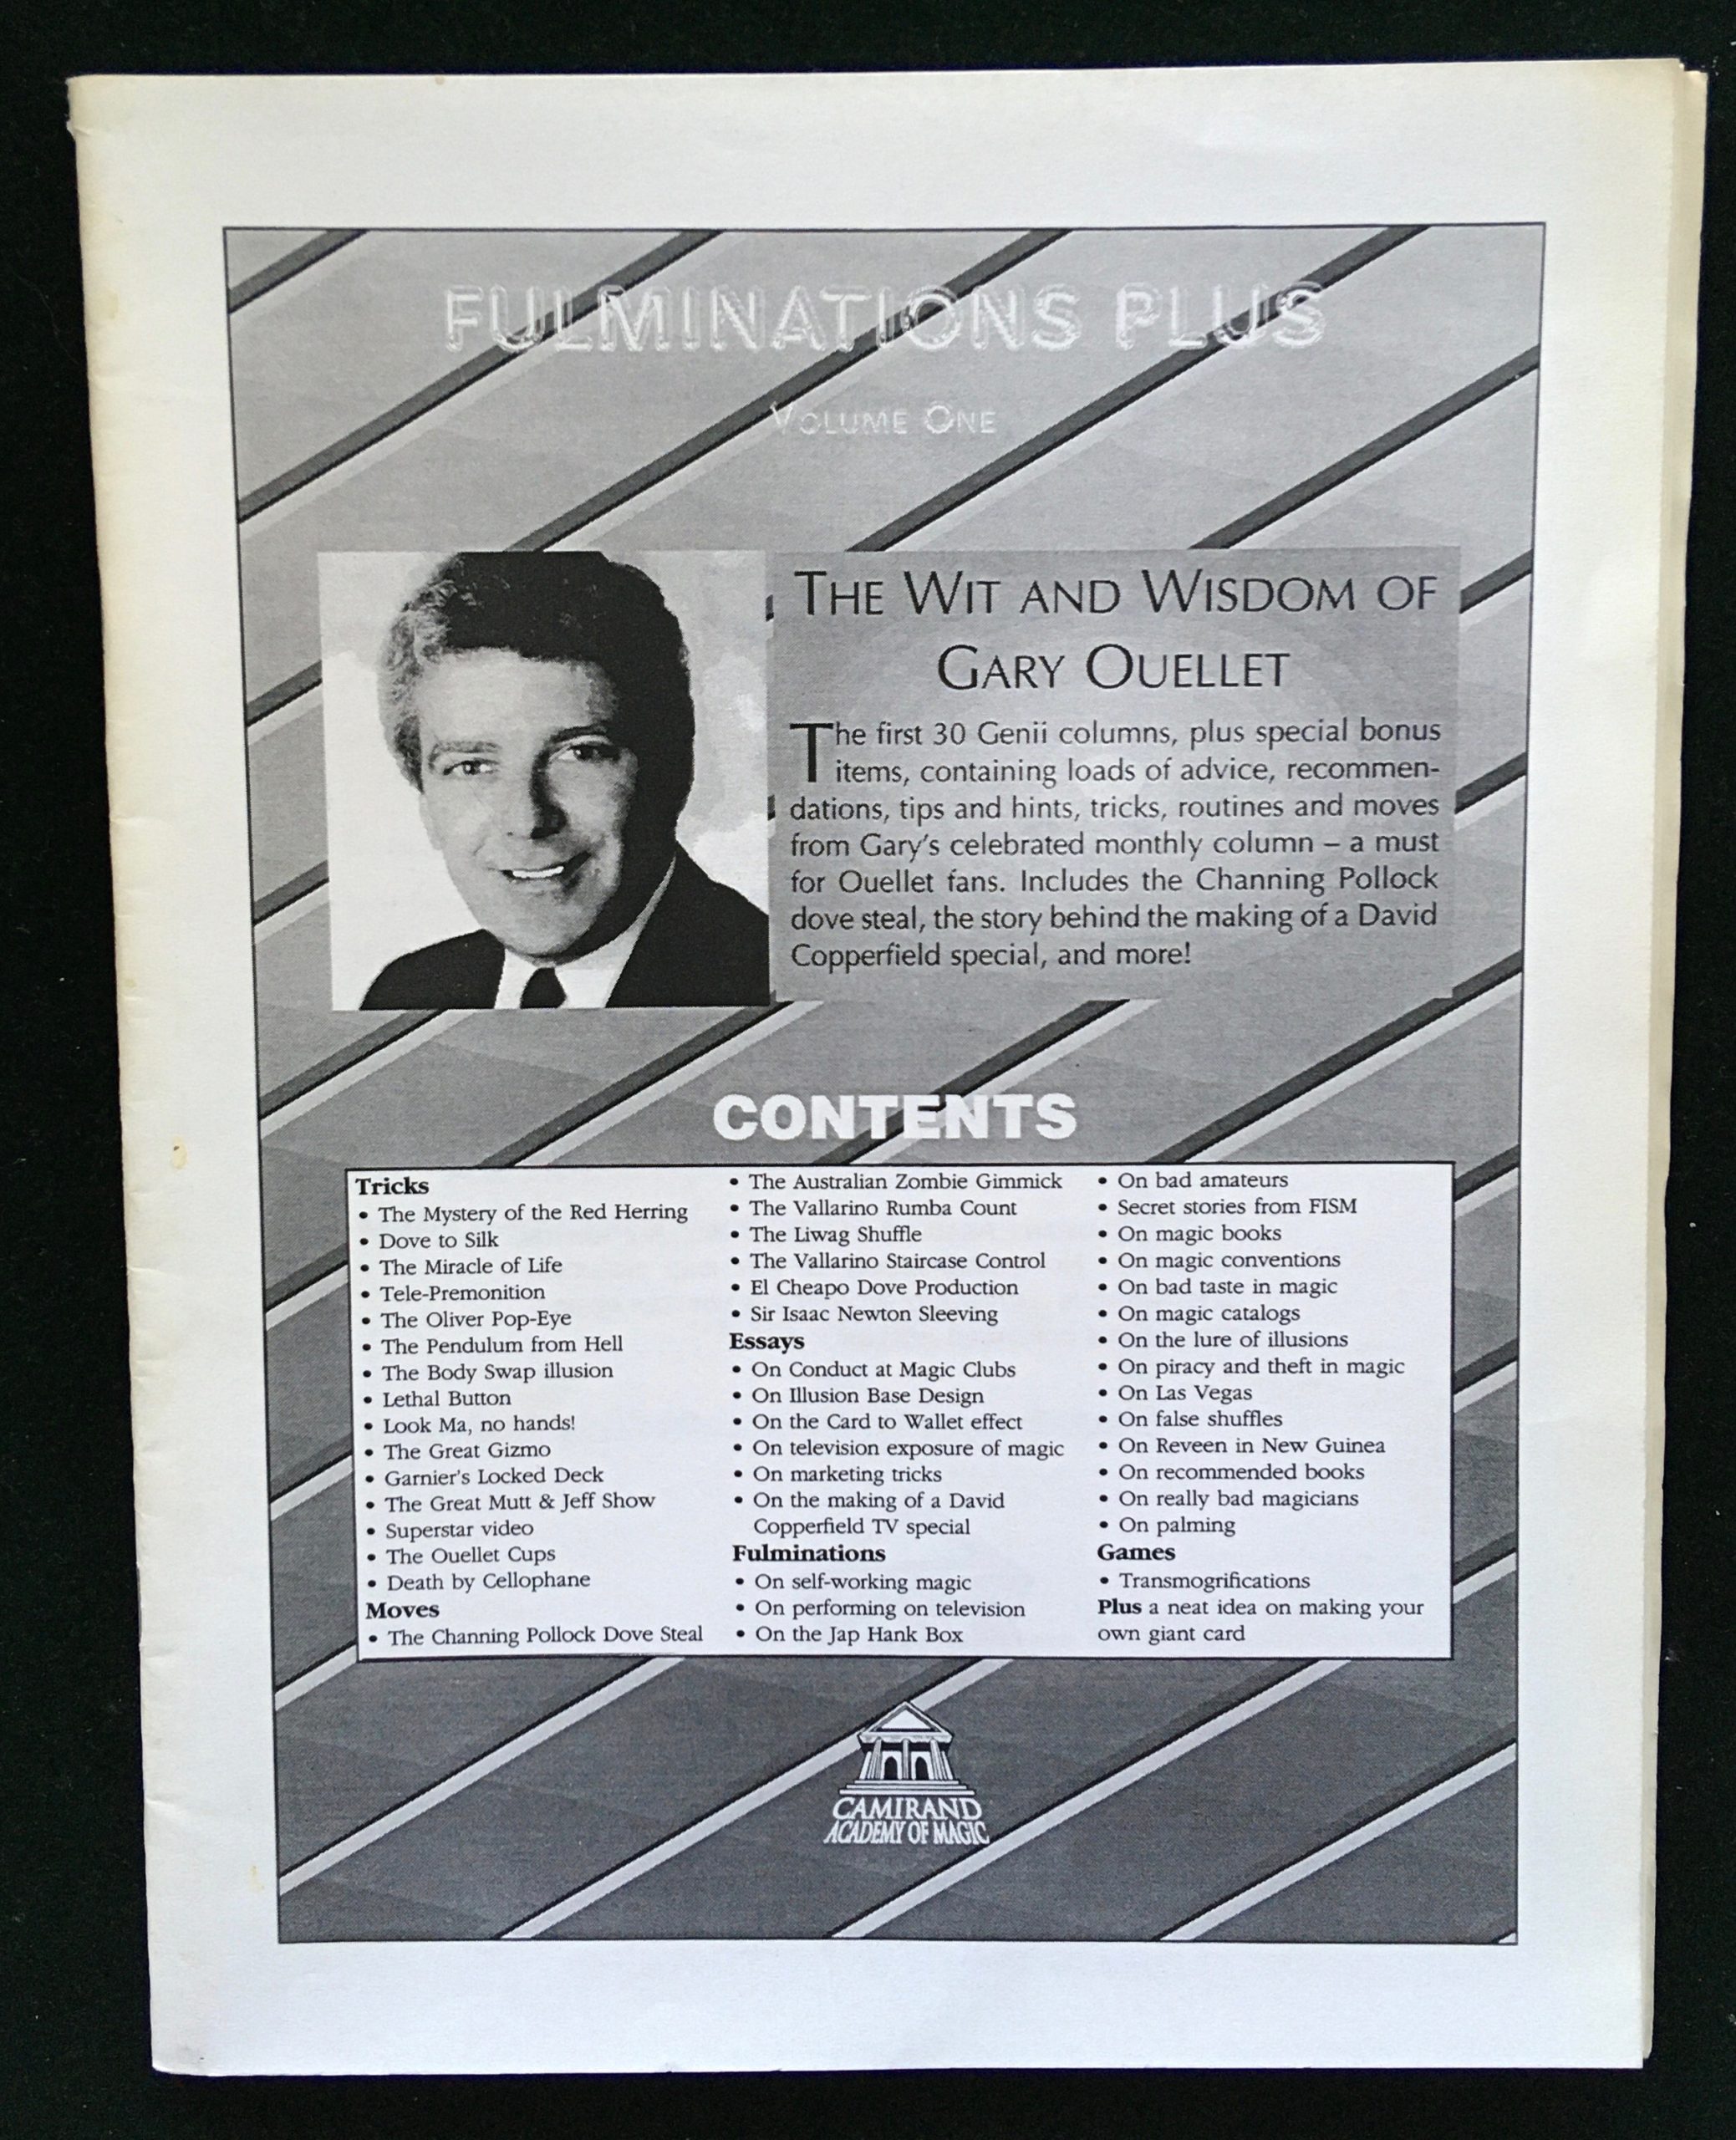 FULMINATIONS PLUS
VOLUME ONE
THE WIT AND WISDOM OF
GARY OUELLET
The first 30 Genii columns, plus special bonus
items, containing loads of advice, recommen-
dations, tips and hints, tricks, routines and moves
from Gary's celebrated monthly column – a must
for Ouellet fans. Includes the Channing Pollock
dove steal, the story behind the making of a David
Copperfield special, and more!
CONTENTS
Tricks
• The Mystery of the Red Herring
• Dove to Silk
• The Miracle of Life
• Tele-Premonition
• The Oliver Pop-Eye
• The Pendulum from Hell
• The Body Swap illusion
• Lethal Button
• Look Ma, no hands!
• The Great Gizmo
• Garnier's Locked Deck
• The Great Mutt & Jeff Show
• Superstar video
• The Ouellet Cups
• Death by Cellophane
Moves
• The Channing Pollock Dove Steal
• The Australian Zombie Gimmick
• The Vallarino Rumba Count
• The Liwag Shuffle
• The Vallarino Staircase Control
• El Cheapo Dove Production
• Sir Isaac Newton Sleeving
Essays
• On Conduct at Magic Clubs
• On Illusion Base Design
• On the Card to Wallet effect
• On television exposure of magic
• On marketing tricks
• On the making of a David
Copperfield TV special
Fulminations
• On self-working magic
• On performing on television
• On the Jap Hank Box
• On bad amateurs
• Secret stories from FISM
• On magic books
• On magic conventions
• On bad taste in magic
• On magic catalogs
• On the lure of illusions
• On piracy and theft in magic
• On Las Vegas
• On false shuffles
• On Reveen in New Guinea
• On recommended books
• On really bad magicians
• On palming
Games
• Transmogrifications
Plus a neat idea on making your
own giant card
CAMIRAND
ACADEMY OF MAGIC